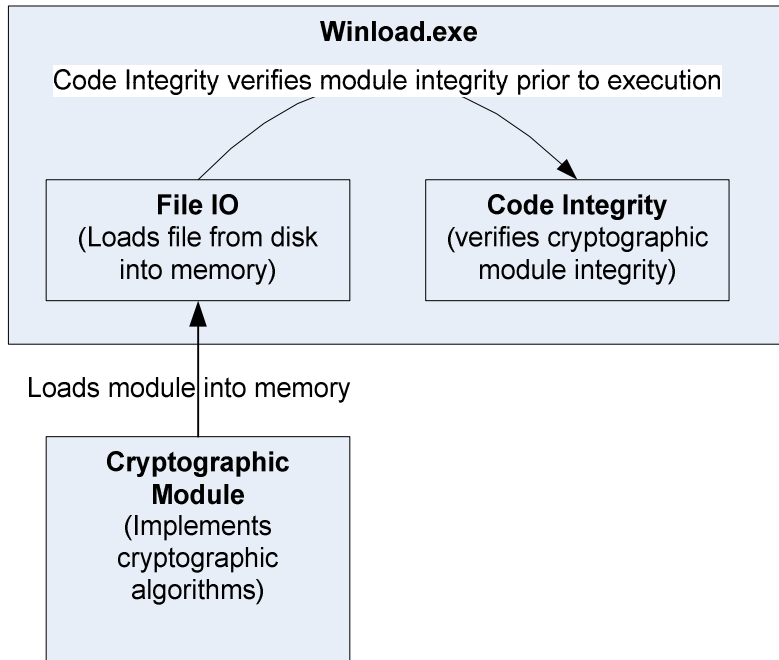 Winload.exe
Code Integrity verifies module integrity prior to execution
File IO
(Loads file from disk
into memory)
Code Integrity
(verifies cryptographic
module integrity)
Loads module into memory
Cryptographic
Module
(Implements
cryptographic
algorithms)